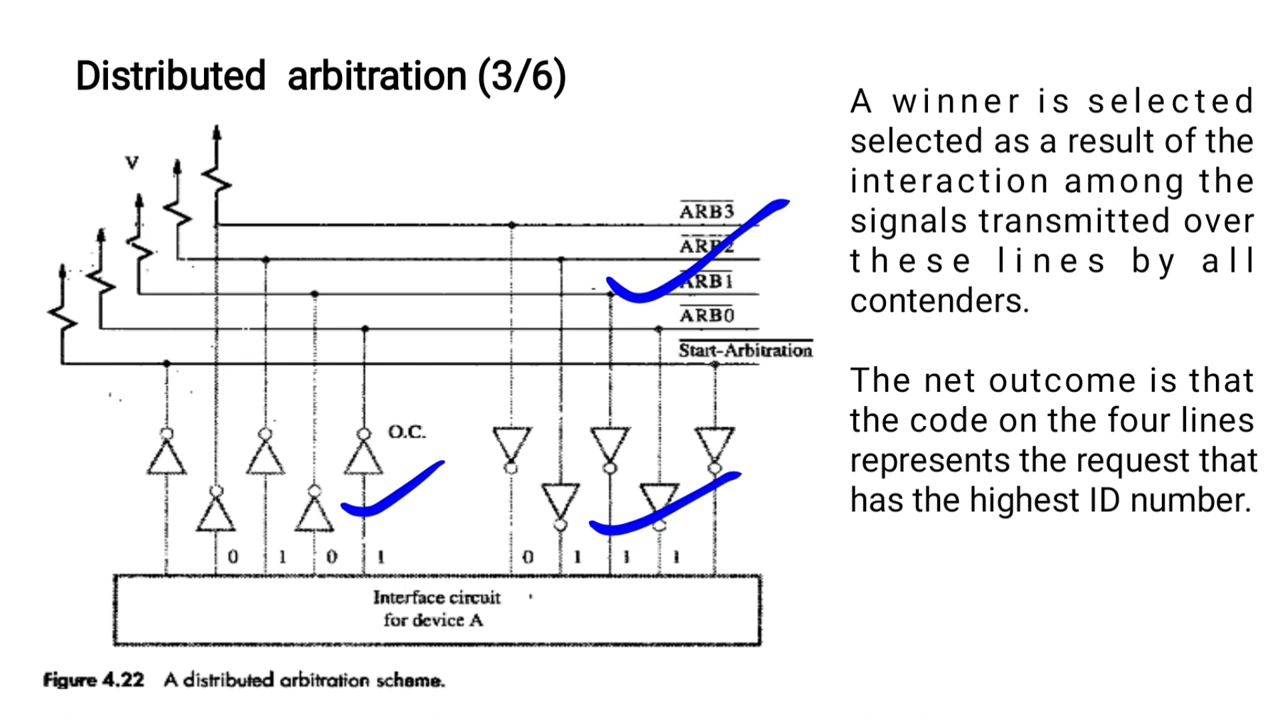 Distributed arbitration (3/6)
V
ARB3
ARB2
ARB1
ARB0
Start-Arbitration
O.C.
0 1 0 1 0 1 1 1
Interface circuit
for device A
Figure 4.22 A distributed arbitration scheme.
A winner is selected
selected as a result of the
interaction among the
signals transmitted over
these lines by all
contenders.
The net outcome is that
the code on the four lines
represents the request that
has the highest ID number.